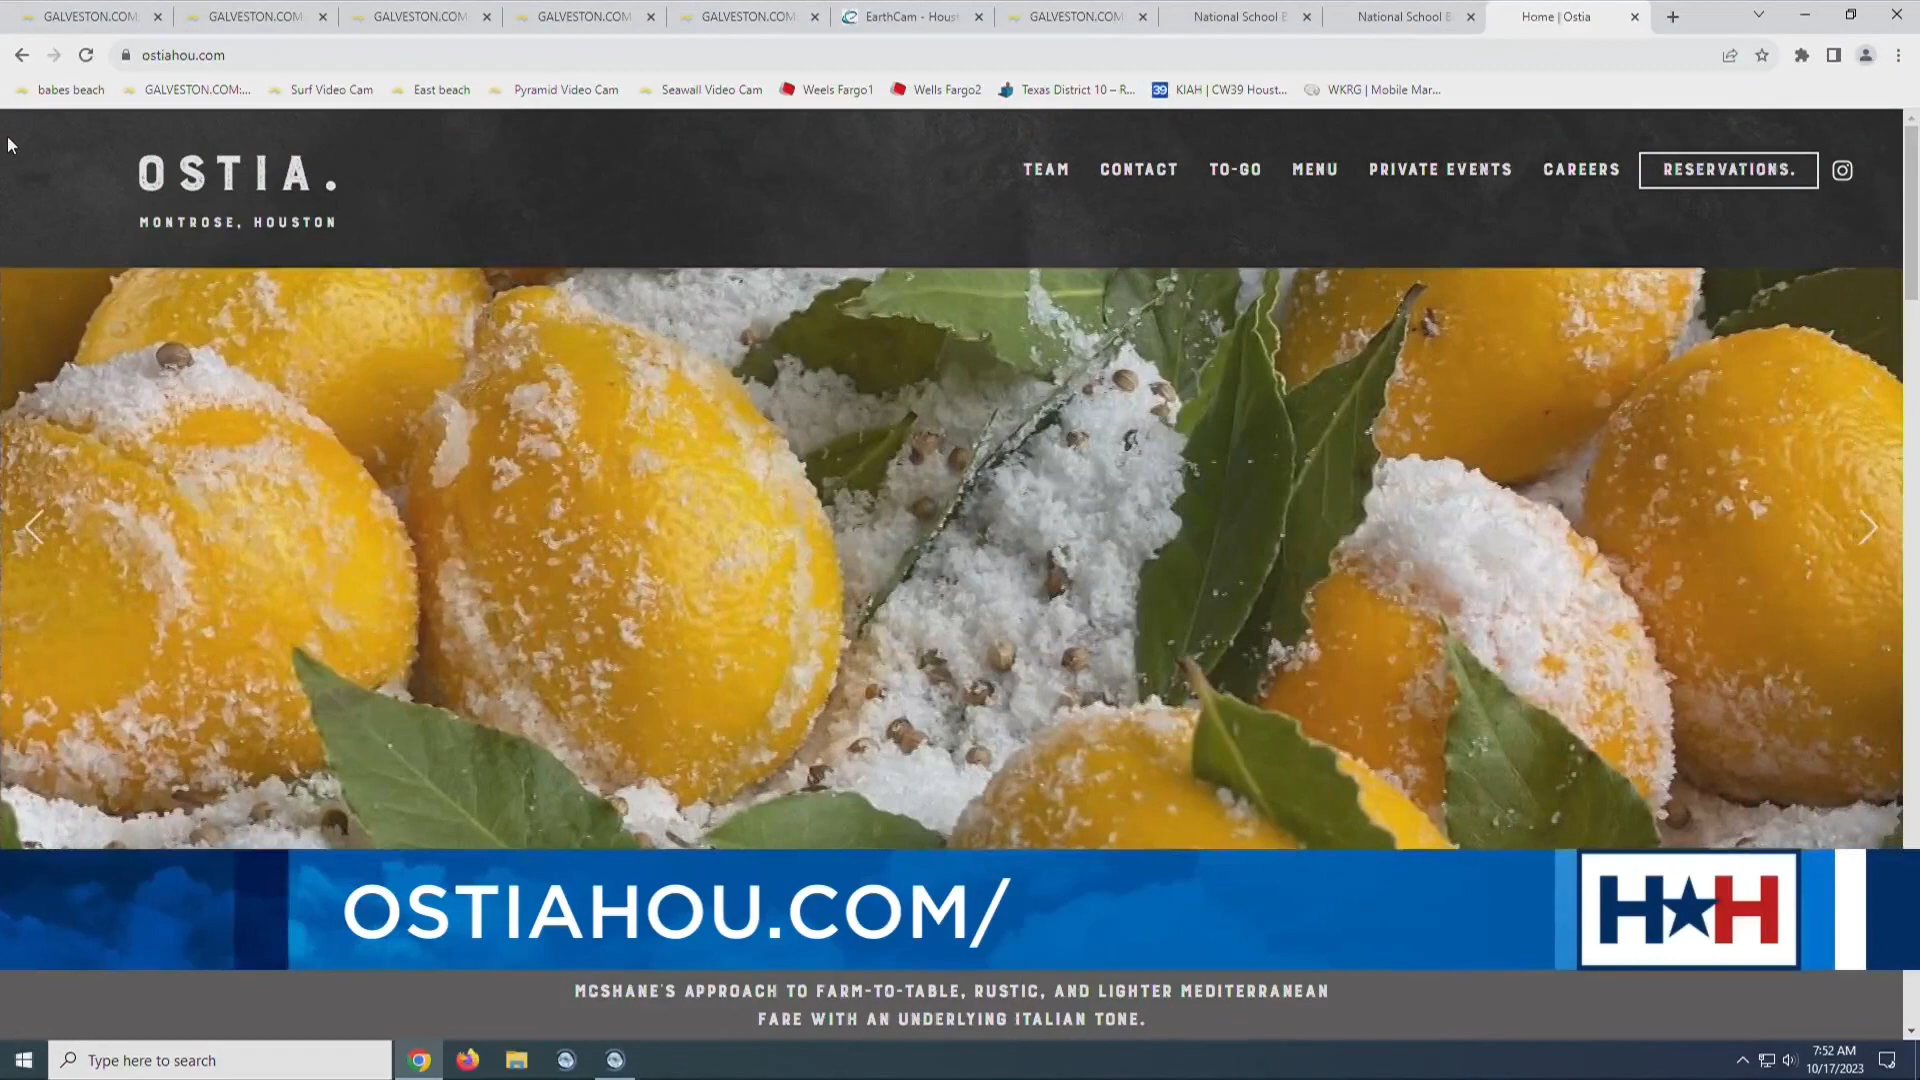 GALVESTON.COM
GALVESTON.COM
GALVESTON.COM
GALVESTON.COM
GALVESTON.COM
EarthCam - Hous
GALVESTON.COM
National School B
National School B
Home | Ostia
ostiahou.com
babes beach
GALVESTON.COM:...
Surf Video Cam
East beach
Pyramid Video Cam
Seawall Video Cam
Weels Fargo1
Wells Fargo2
Texas District 10 – R...
39
KIAH | CW39 Houst...
WKRG | Mobile Mar...
OSTIA.
MONTROSE, HOUSTON
TEAM
CONTACT
TO-GO
MENU
PRIVATE EVENTS
CAREERS
RESERVATIONS.
OSTIAHOU.COM/
H★H
MCSHANE'S APPROACH TO FARM-TO-TABLE, RUSTIC, AND LIGHTER MEDITERRANEAN
FARE WITH AN UNDERLYING ITALIAN TONE.
Type here to search
7:52 AM
10/17/2023